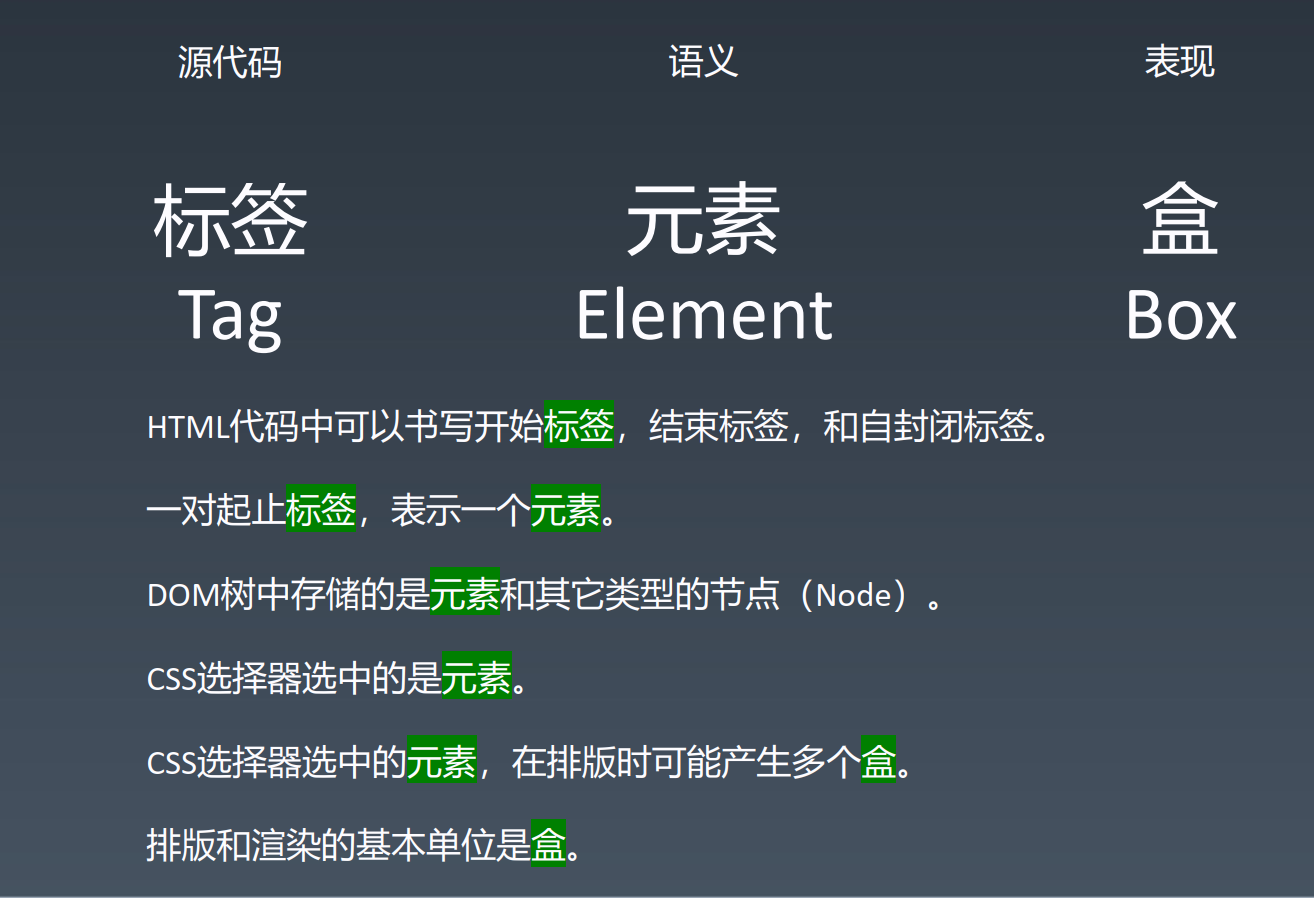 源代码 语义 表现
标签 元素 盒
Tag Element Box
HTML代码中可以书写开始标签，结束标签，和自封闭标签。
一对起止标签，表示一个元素。
DOM树中存储的是元素和其它类型的节点（Node）。
CSS选择器选中的是元素。
CSS选择器选中的元素，在排版时可能产生多个盒。
排版和渲染的基本单位是盒。